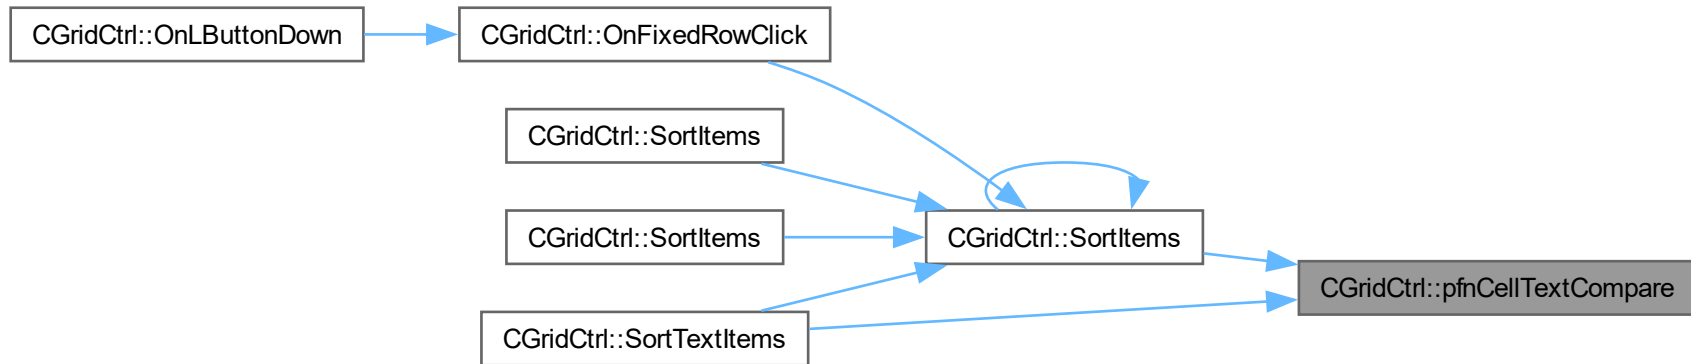 CGridCtrl::OnLButtonDown
CGridCtrl::OnFixedRowClick
CGridCtrl::SortItems
CGridCtrl::SortItems
CGridCtrl::SortItems
CGridCtrl::pfnCellTextCompare
CGridCtrl::SortTextItems